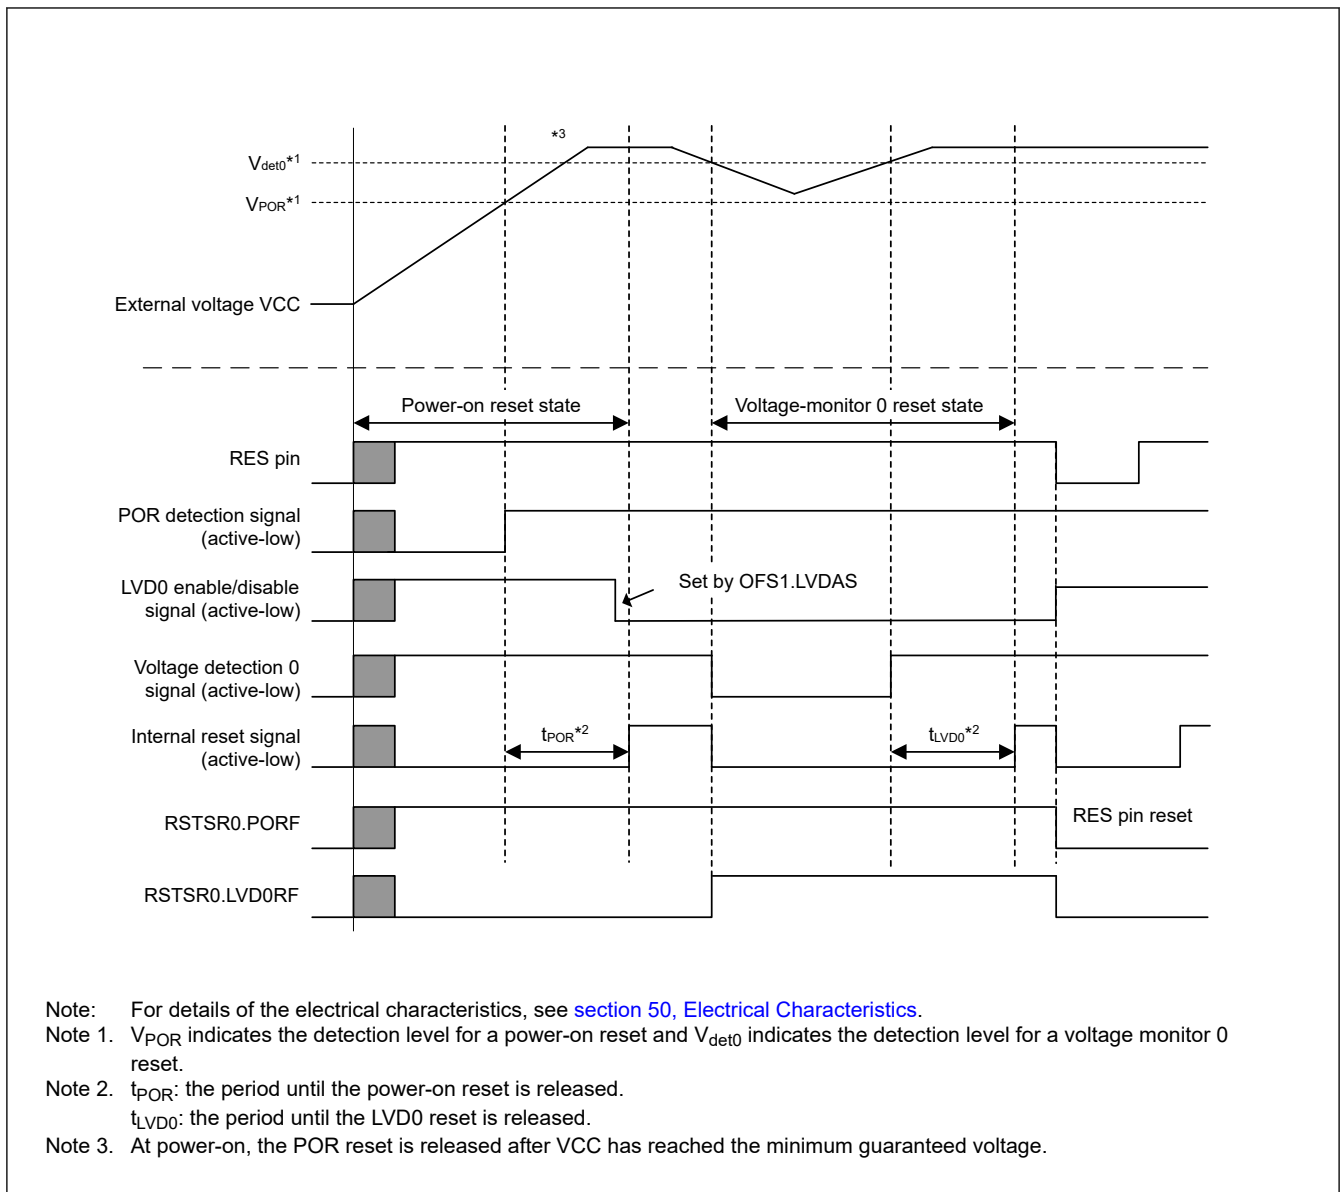 *3
Vdet0*1
VPOR*1
External voltage VCC
Power-on reset state
Voltage-monitor 0 reset state
RES pin
POR detection signal
(active-low)
Set by OFS1.LVDAS
LVD0 enable/disable
signal (active-low)
Voltage detection 0
signal (active-low)
Internal reset signal
(active-low)
tPOR*2
tLVD0*2
RSTSR0.PORF
RES pin reset
RSTSR0.LVD0RF
Note: For details of the electrical characteristics, see section 50, Electrical Characteristics.
Note 1. VPOR indicates the detection level for a power-on reset and Vdet0 indicates the detection level for a voltage monitor 0
reset.
Note 2. tPOR: the period until the power-on reset is released.
tLVD0: the period until the LVD0 reset is released.
Note 3. At power-on, the POR reset is released after VCC has reached the minimum guaranteed voltage.